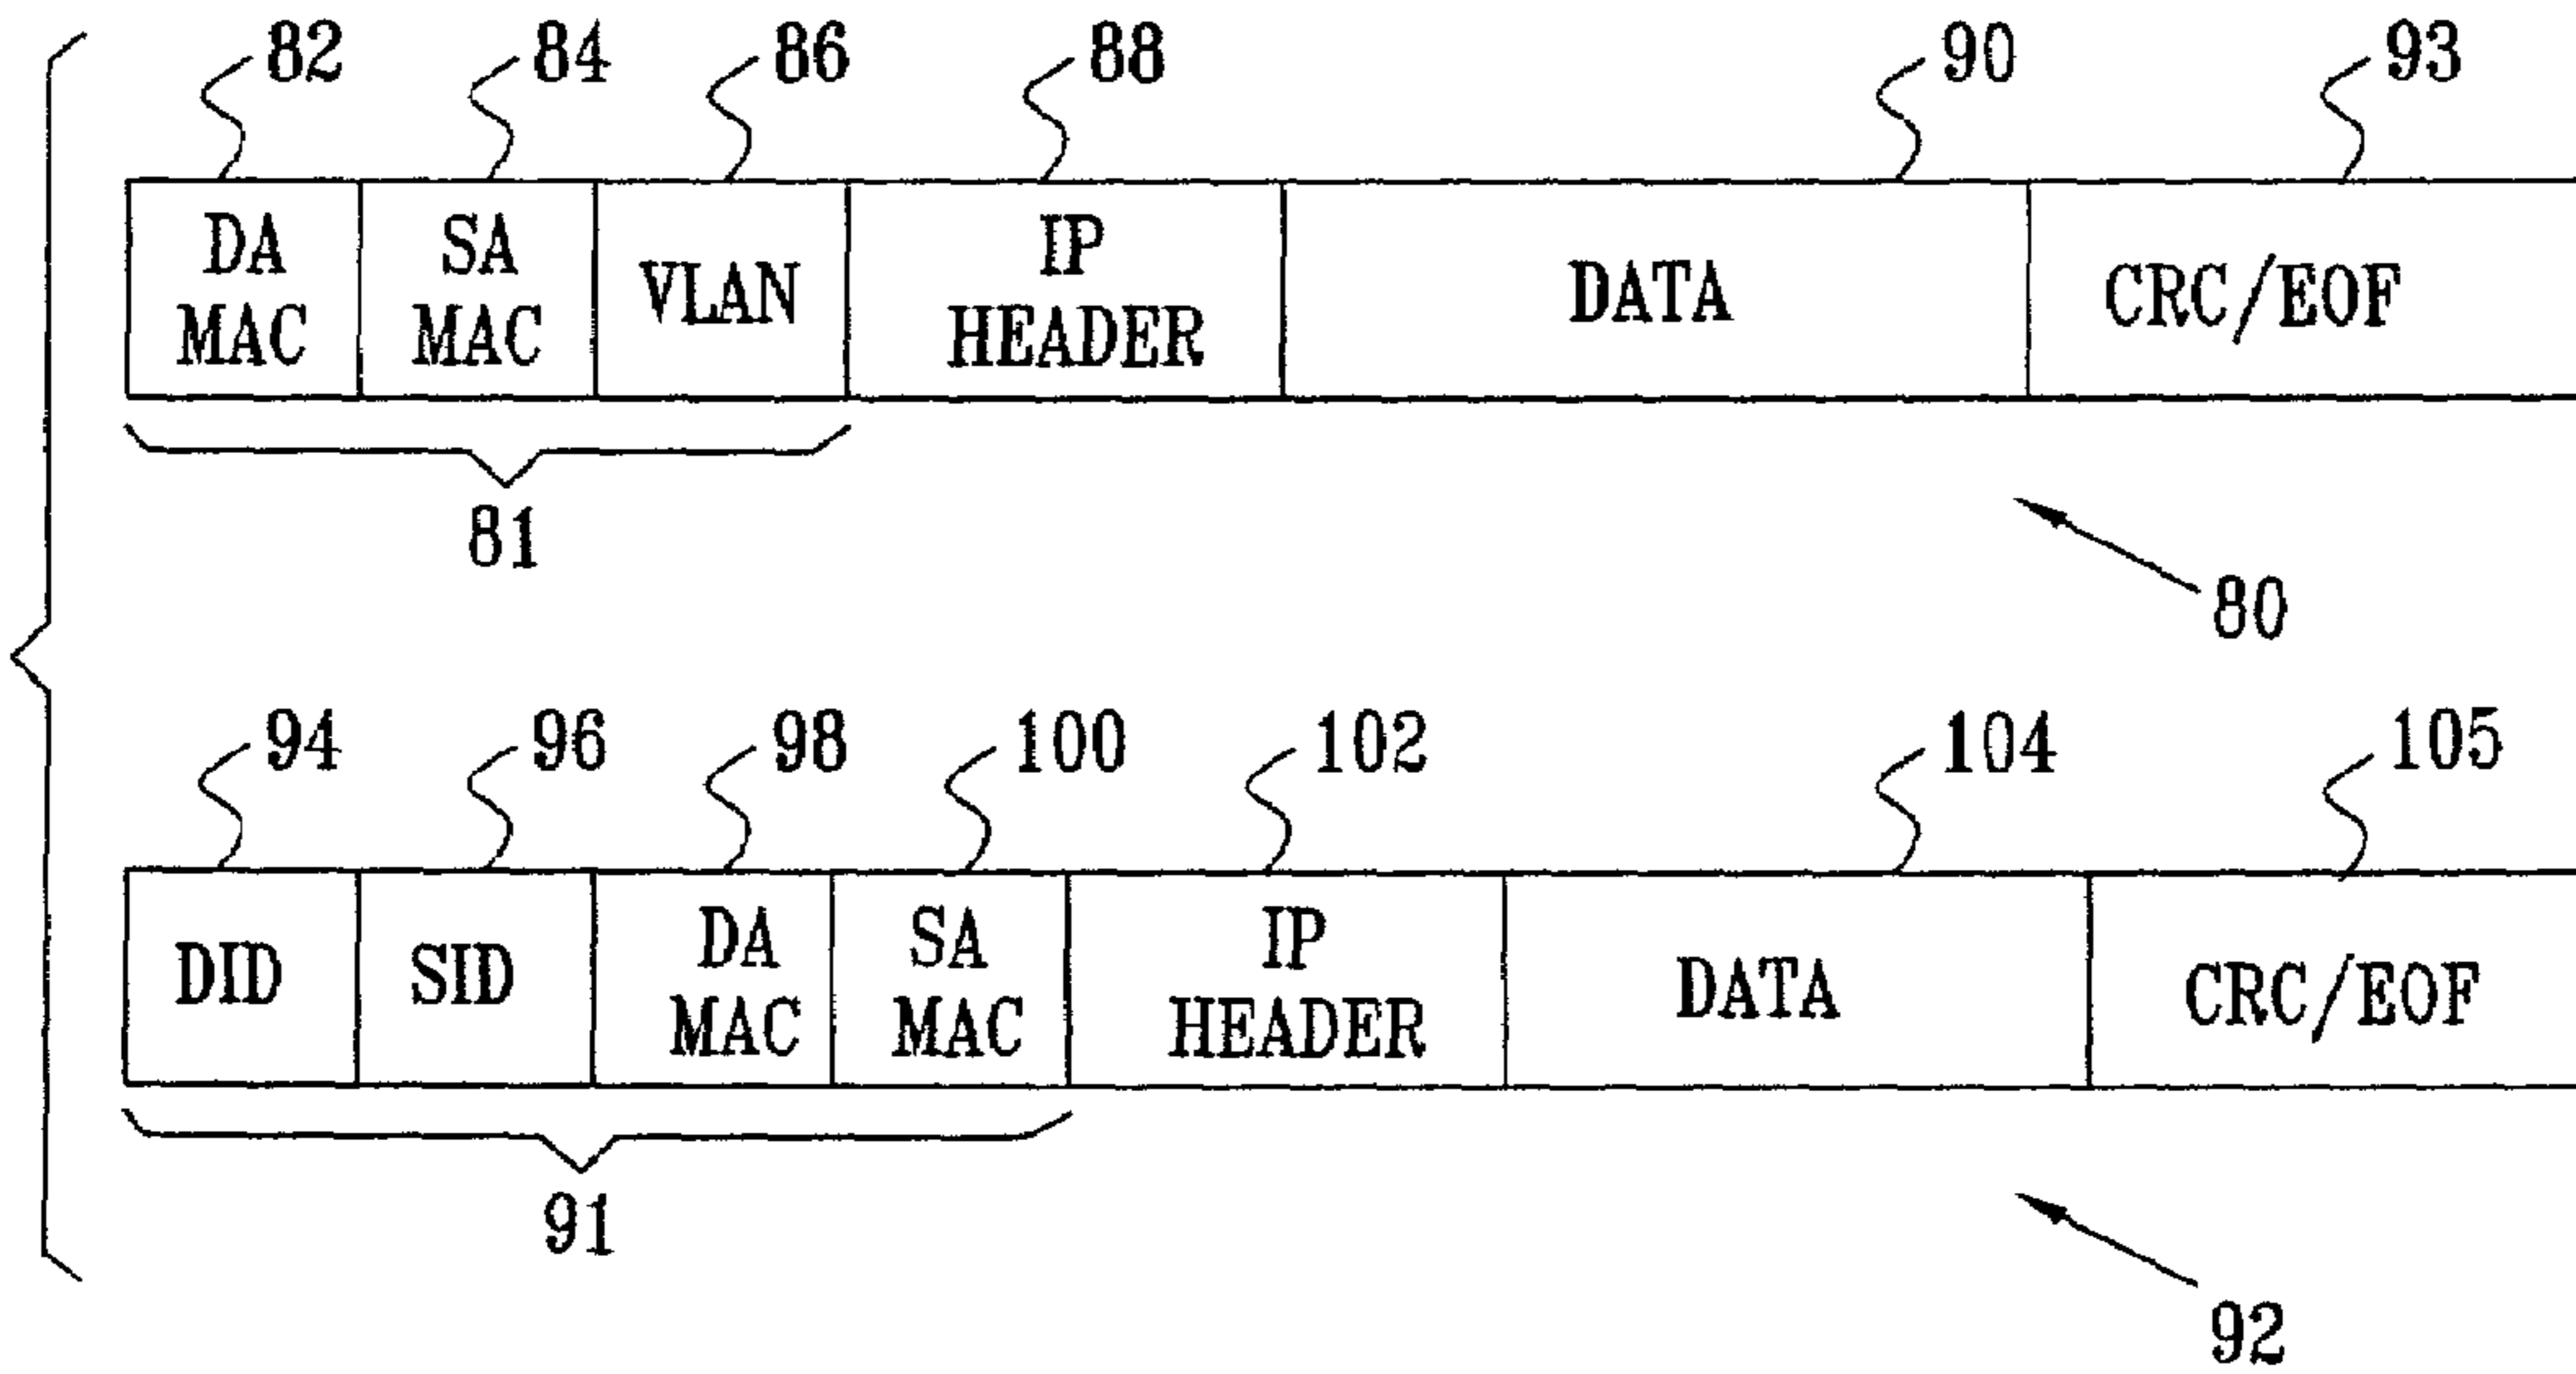 82 84 86 88 90 93
DA MAC
SA MAC
VLAN
IP HEADER
DATA
CRC/EOF
81
80
94 96 98 100 102 104 105
DID
SID
DA MAC
SA MAC
IP HEADER
DATA
CRC/EOF
91
92